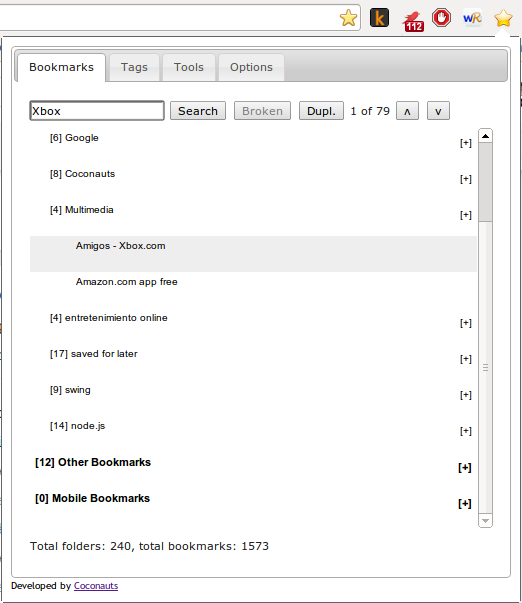 k
112
wR
Bookmarks Tags Tools Options
Xbox Search Broken Dupl. 1 of 79 ʌ v
[6] Google [+]
[8] Coconauts [+]
[4] Multimedia [+]
Amigos - Xbox.com
Amazon.com app free
[4] entretenimiento online [+]
[17] saved for later [+]
[9] swing [+]
[14] node.js [+]
[12] Other Bookmarks [+]
[0] Mobile Bookmarks [+]
Total folders: 240, total bookmarks: 1573
Developed by Coconauts